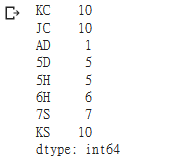 KC    10
JC    10
AD     1
5D     5
5H     5
6H     6
7S     7
KS    10
dtype: int64